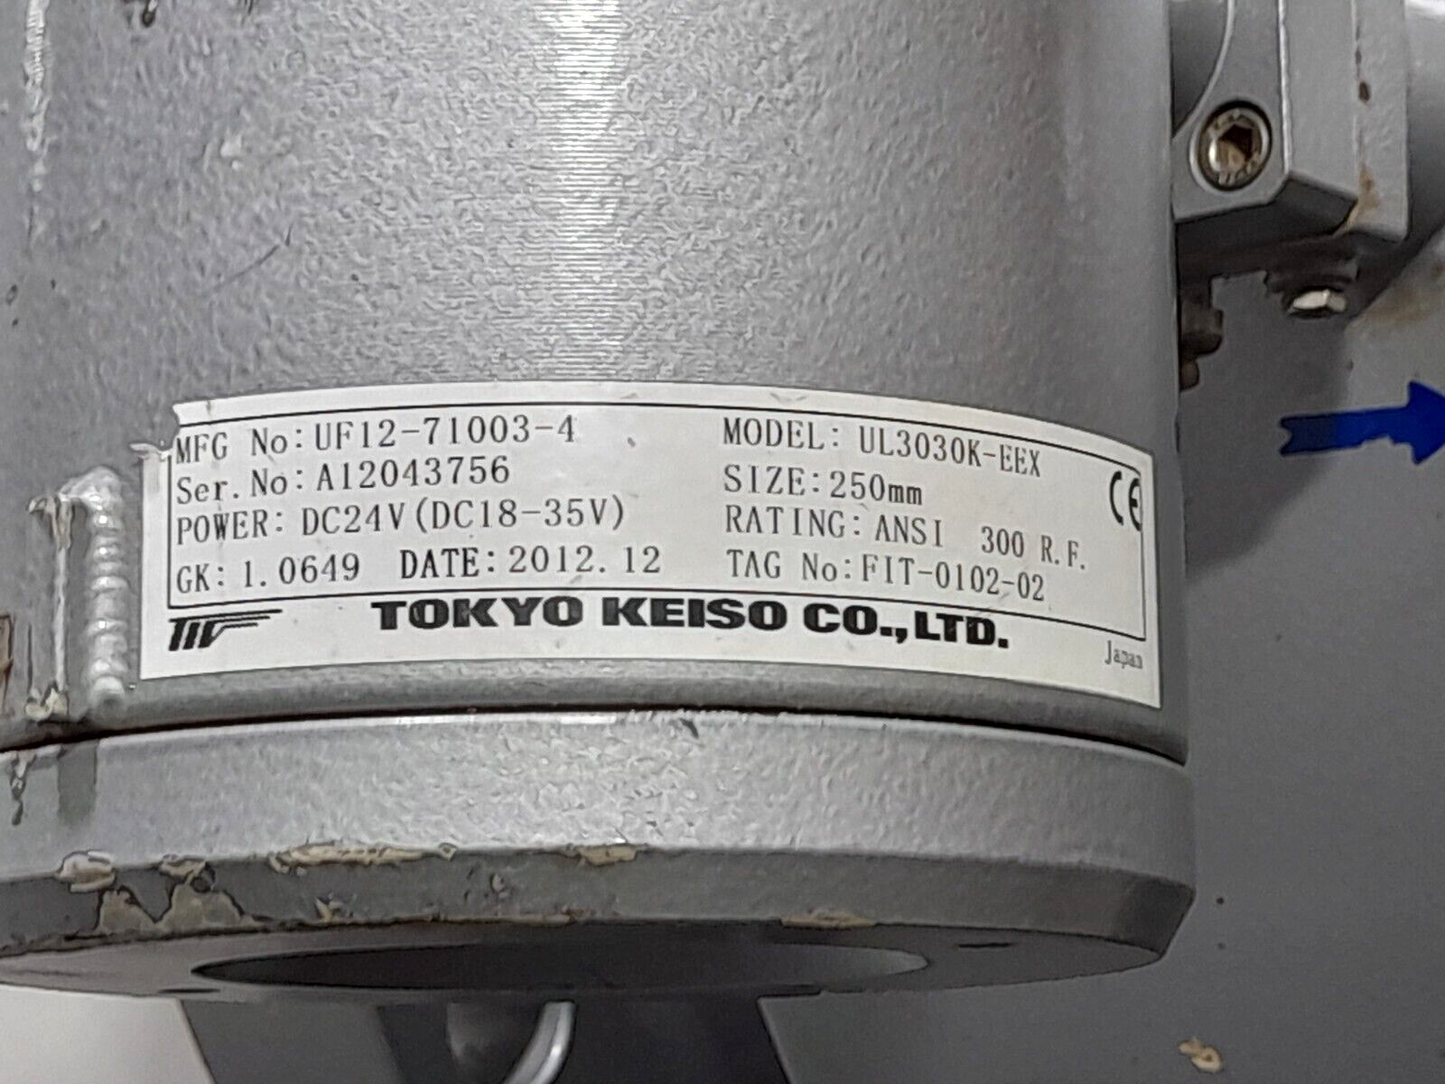 MFG No: UF12-71003-4
Ser. No: A12043756
POWER: DC24V (DC18-35V)
GK: 1.0649 DATE: 2012.12
MODEL: UL3030K-EEX
SIZE: 250mm
RATING: ANSI 300 R.F.
TAG No: FIT-0102-02
CE
TOKYO KEISO CO., LTD.
Japan